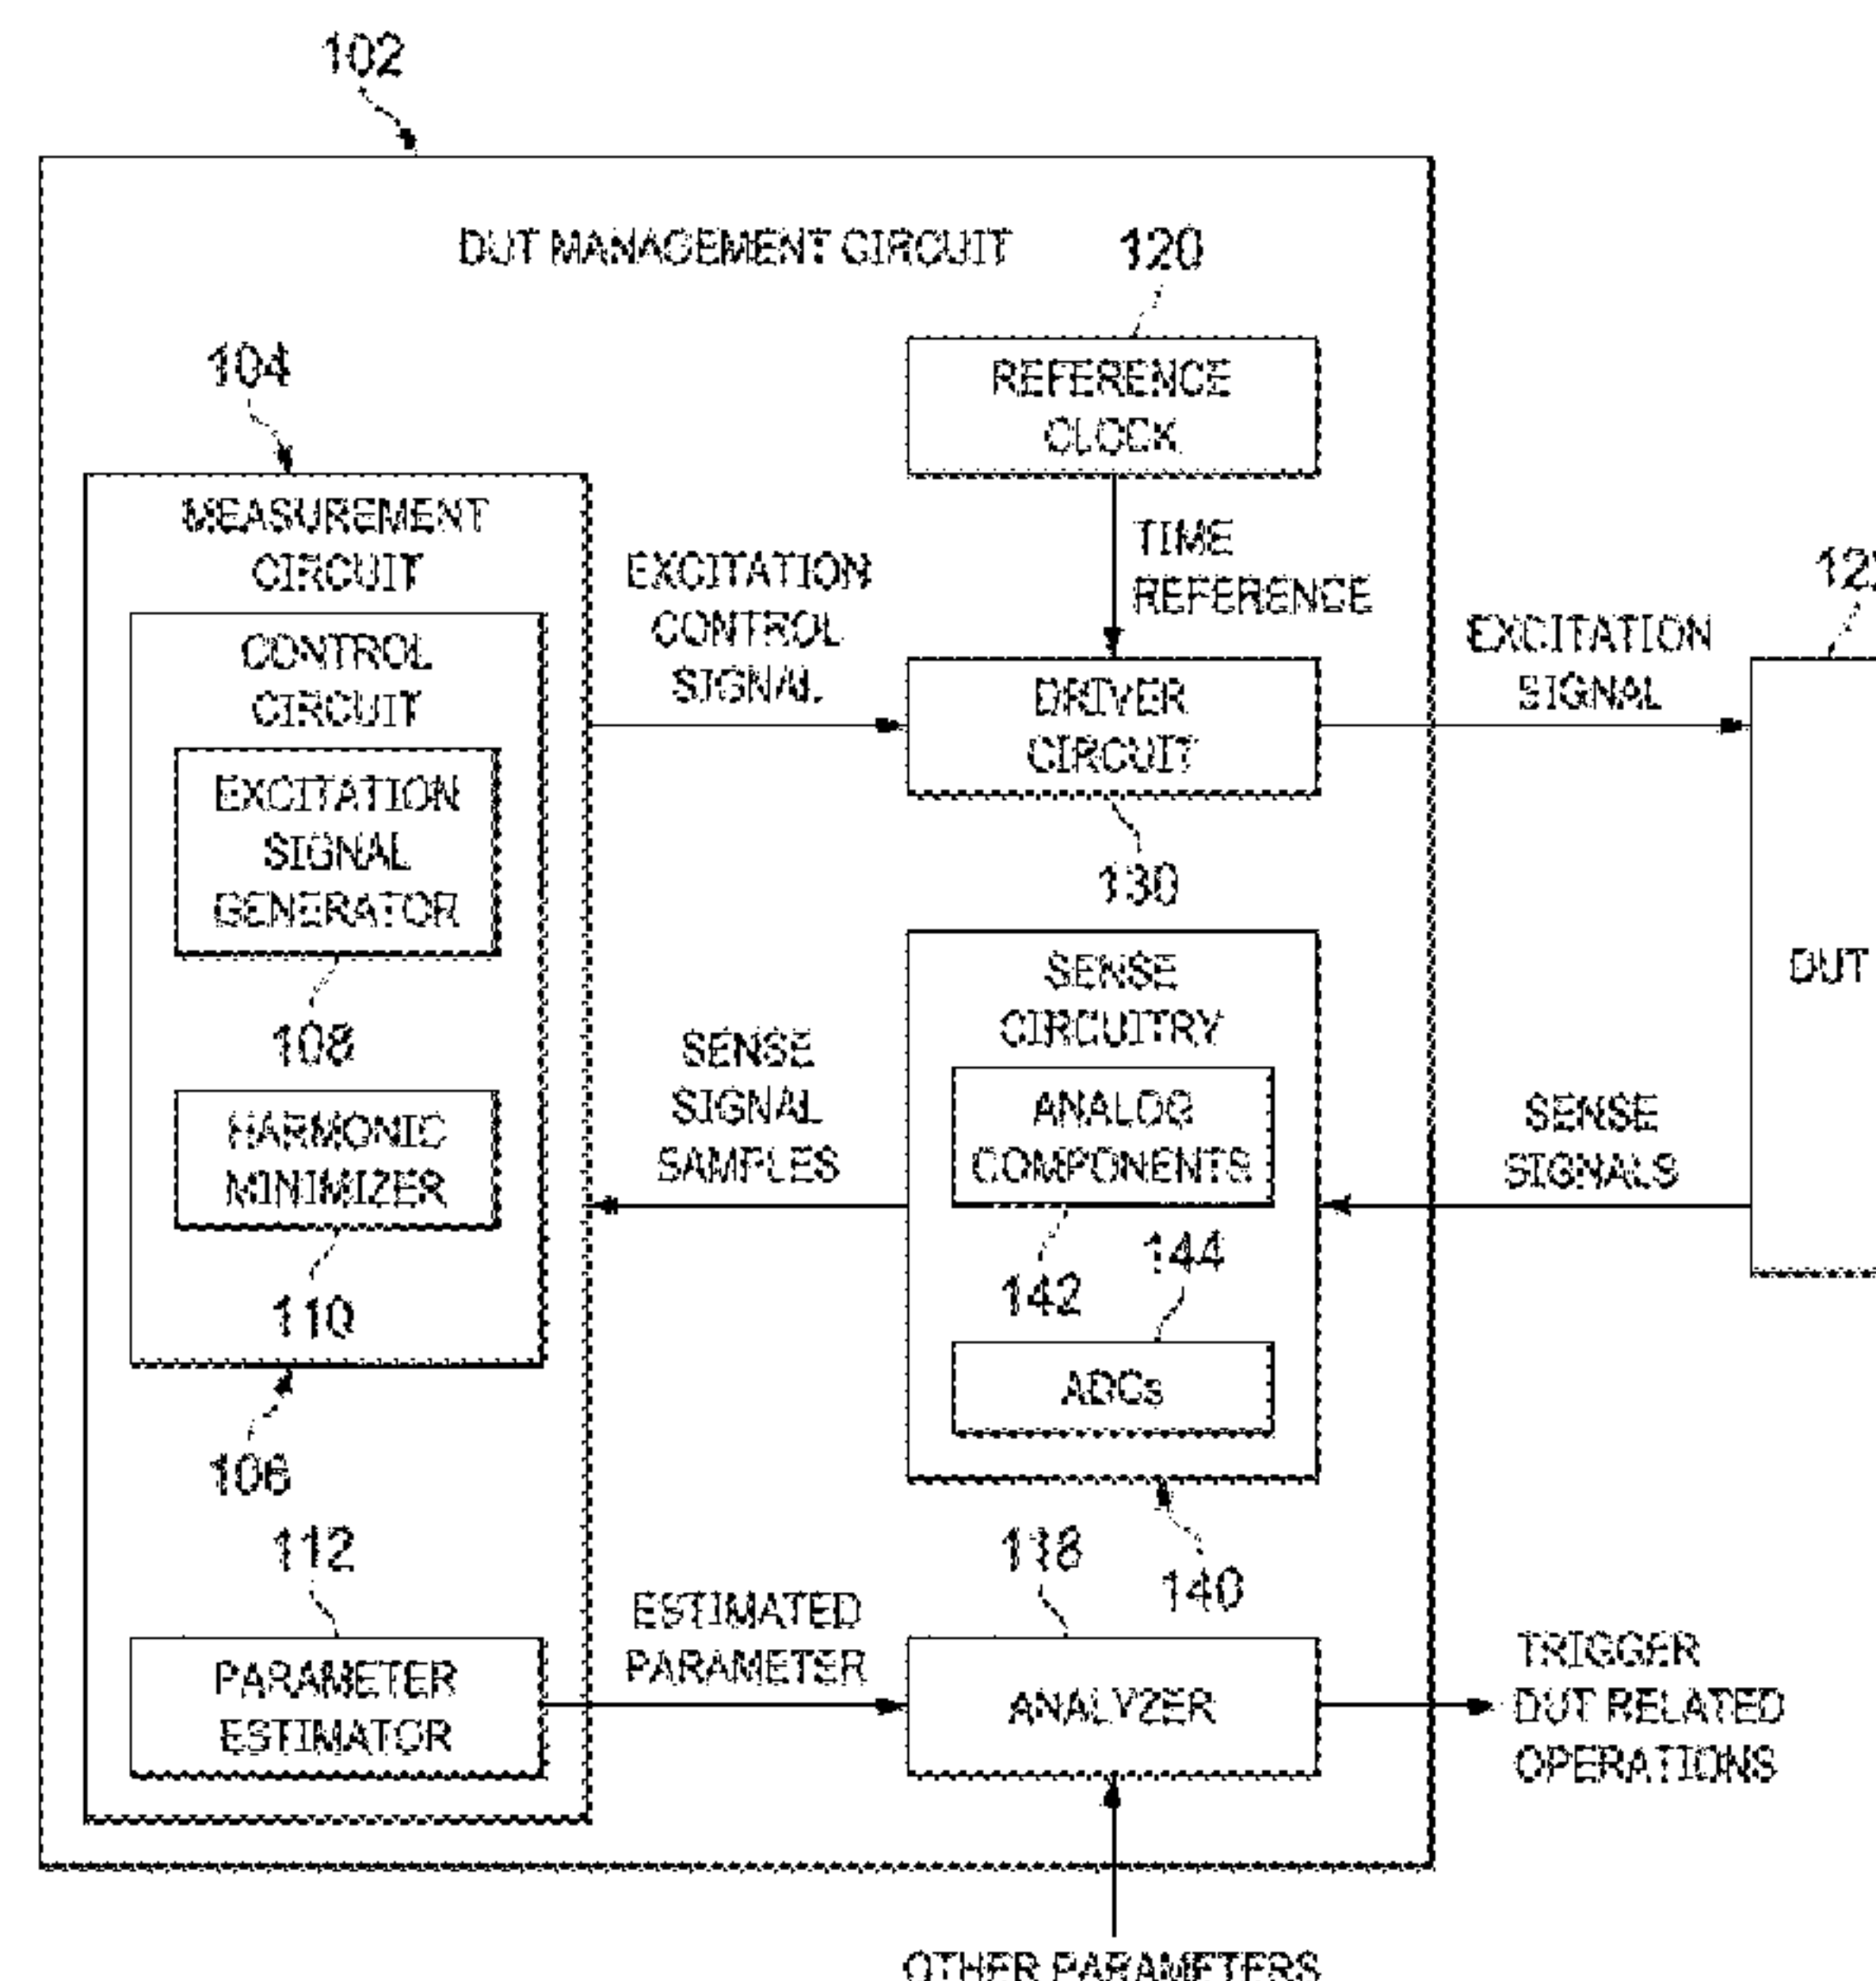 102
DUT MANAGEMENT CIRCUIT
120
REFERENCE
CLOCK
104
MEASUREMENT
CIRCUIT
EXCITATION
CONTROL
SIGNAL
TIME
REFERENCE
CONTROL
CIRCUIT
DRIVER
CIRCUIT
130
EXCITATION
SIGNAL
EXCITATION
SIGNAL
GENERATOR
108
HARMONIC
MINIMIZER
110
106
SENSE
SIGNAL
SAMPLES
SENSE
CIRCUITRY
ANALOG
COMPONENTS
142
144
ADCs
140
SENSE
SIGNALS
DUT
112
PARAMETER
ESTIMATOR
ESTIMATED
PARAMETER
118
ANALYZER
TRIGGER
DUT RELATED
OPERATIONS
OTHER PARAMETERS